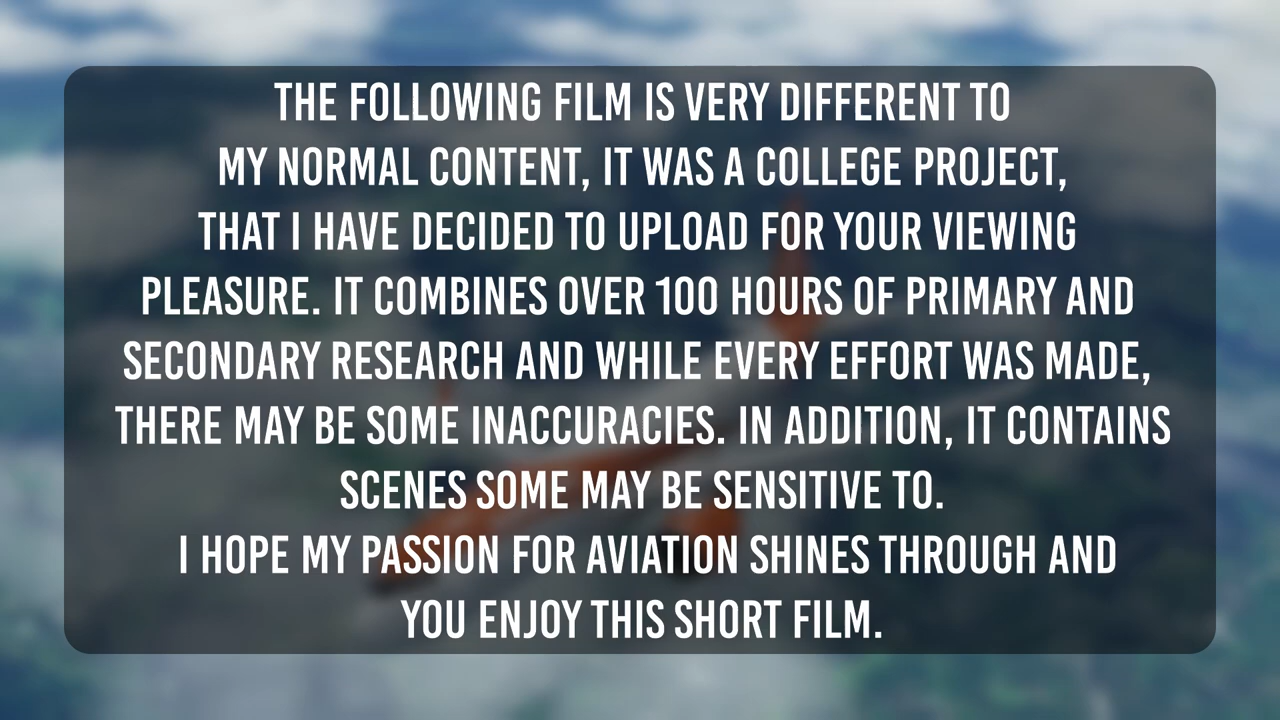 THE FOLLOWING FILM IS VERY DIFFERENT TO
MY NORMAL CONTENT, IT WAS A COLLEGE PROJECT,
THAT I HAVE DECIDED TO UPLOAD FOR YOUR VIEWING
PLEASURE. IT COMBINES OVER 100 HOURS OF PRIMARY AND
SECONDARY RESEARCH AND WHILE EVERY EFFORT WAS MADE,
THERE MAY BE SOME INACCURACIES. IN ADDITION, IT CONTAINS
SCENES SOME MAY BE SENSITIVE TO.
I HOPE MY PASSION FOR AVIATION SHINES THROUGH AND
YOU ENJOY THIS SHORT FILM.